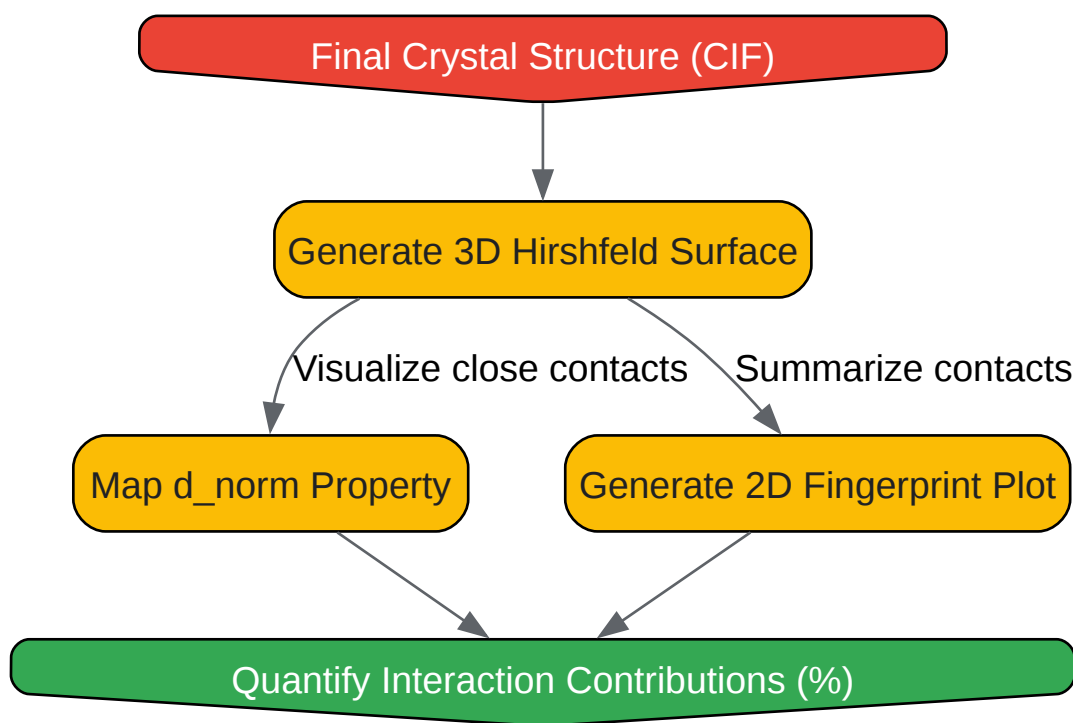 Final Crystal Structure (CIF)
Generate 3D Hirshfeld Surface
Visualize close contacts
Summarize contacts
Map d_norm Property
Generate 2D Fingerprint Plot
Quantify Interaction Contributions (%)